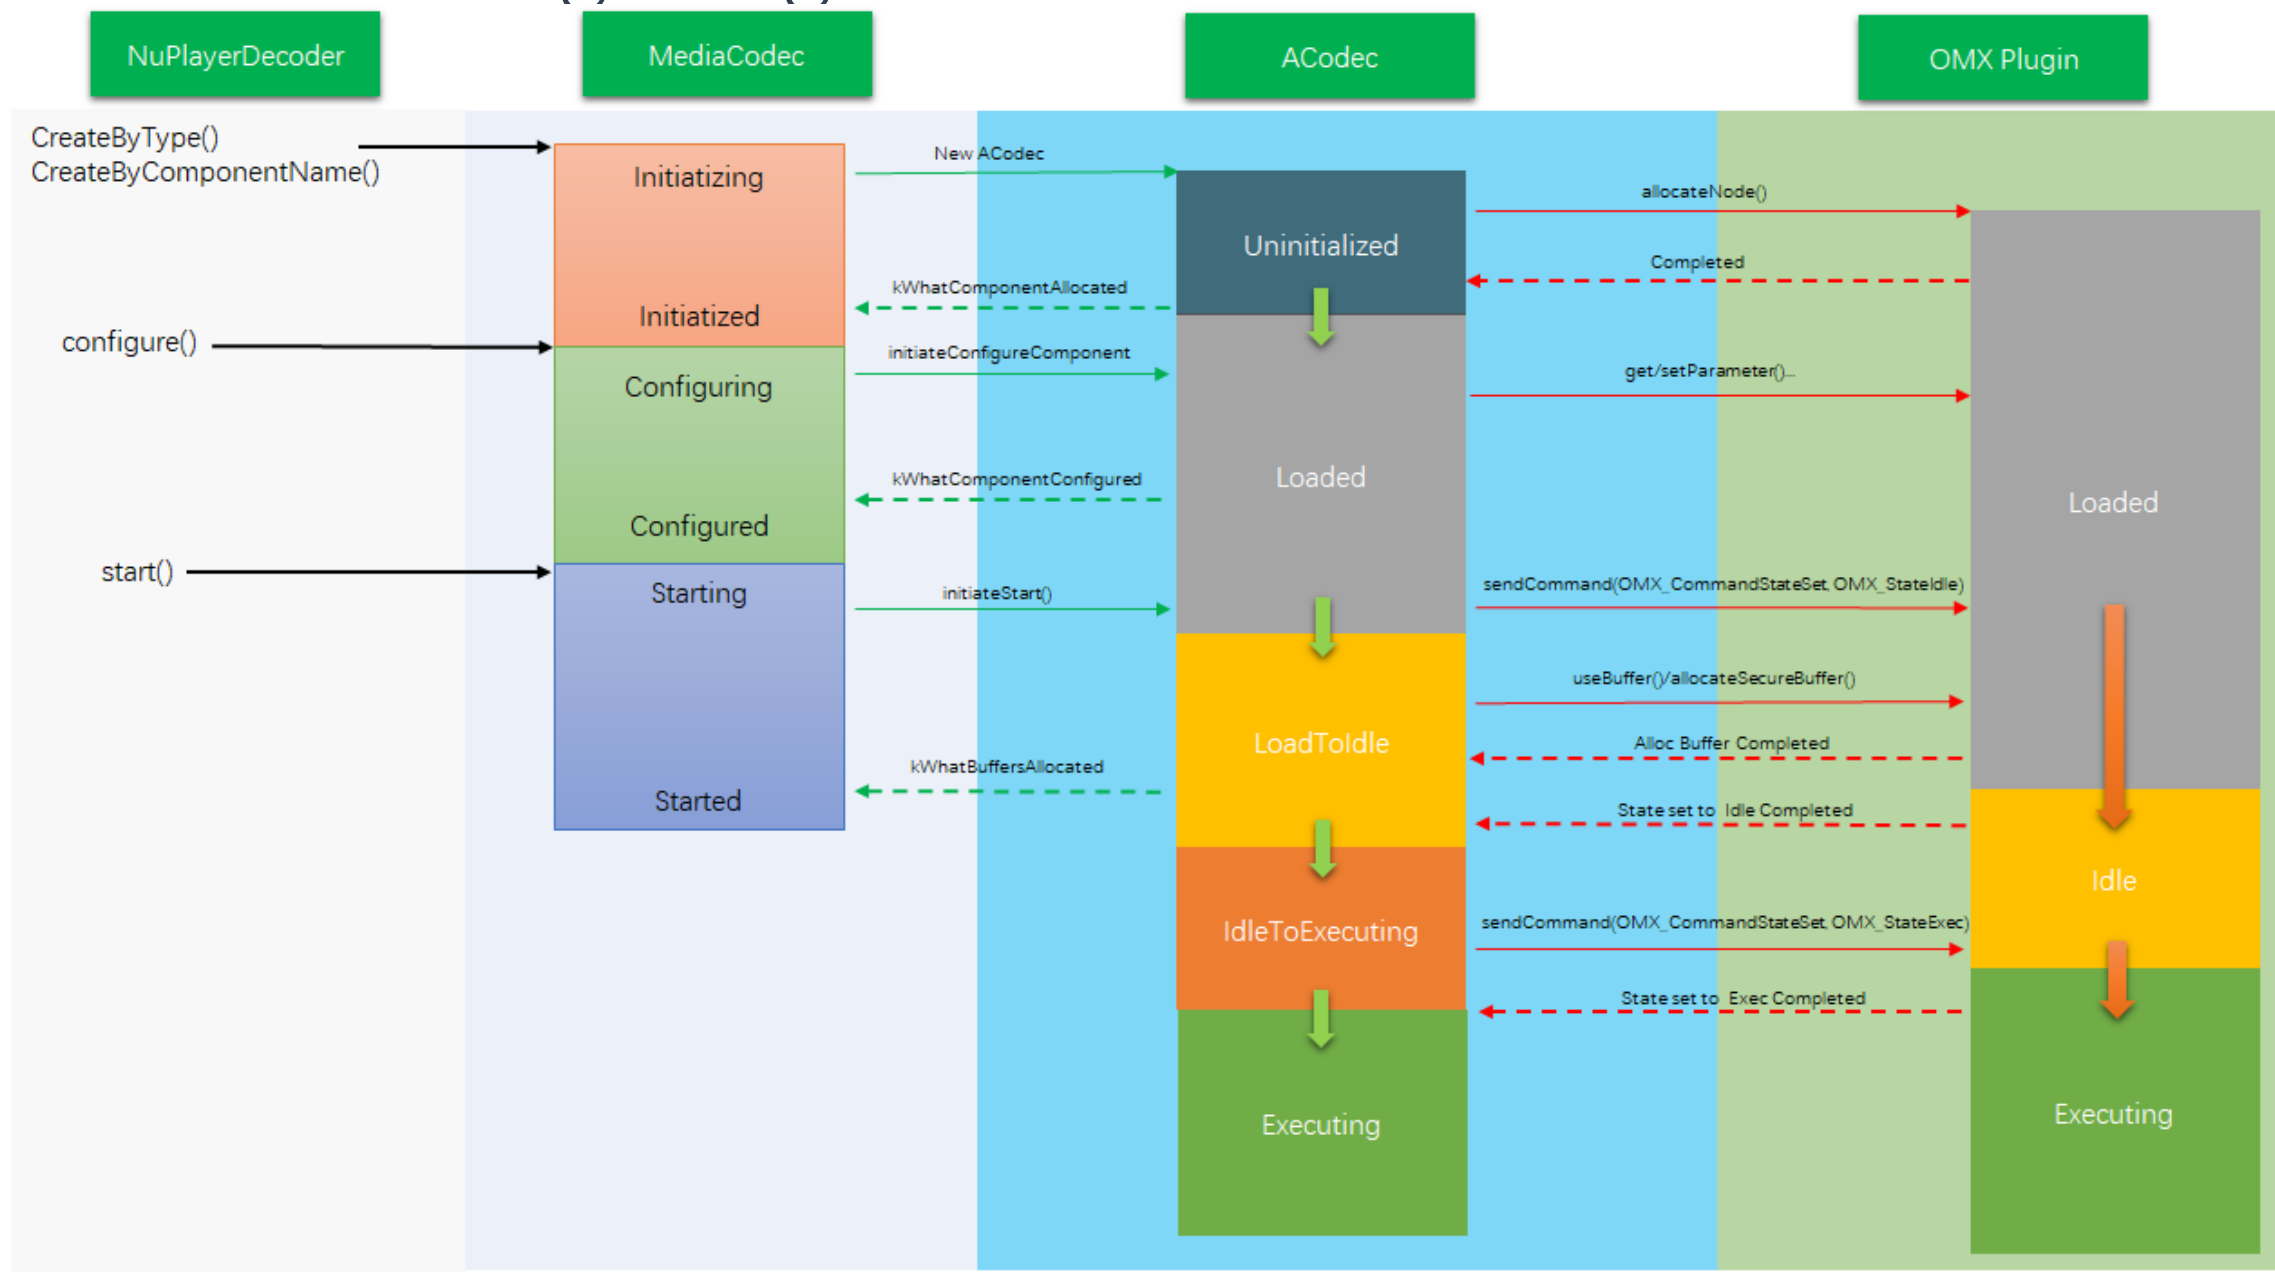 NuPlayerDecoder
MediaCodec
ACodec
OMX Plugin
CreateByType()
CreateByComponentName()
configure()
start()
Initiatizing
Initiatized
Configuring
Configured
Starting
Started
New ACodec
kWhatComponentAllocated
initiateConfigureComponent
kWhatComponentConfigured
initiateStart()
kWhatBuffersAllocated
Uninitialized
Loaded
LoadToIdle
IdleToExecuting
Executing
allocateNode()
Completed
get/setParameter()...
sendCommand(OMX_CommandStateSet, OMX_StateIdle)
useBuffer()/allocateSecureBuffer()
Alloc Buffer Completed
State set to Idle Completed
sendCommand(OMX_CommandStateSet, OMX_StateExec)
State set to Exec Completed
Loaded
Idle
Executing